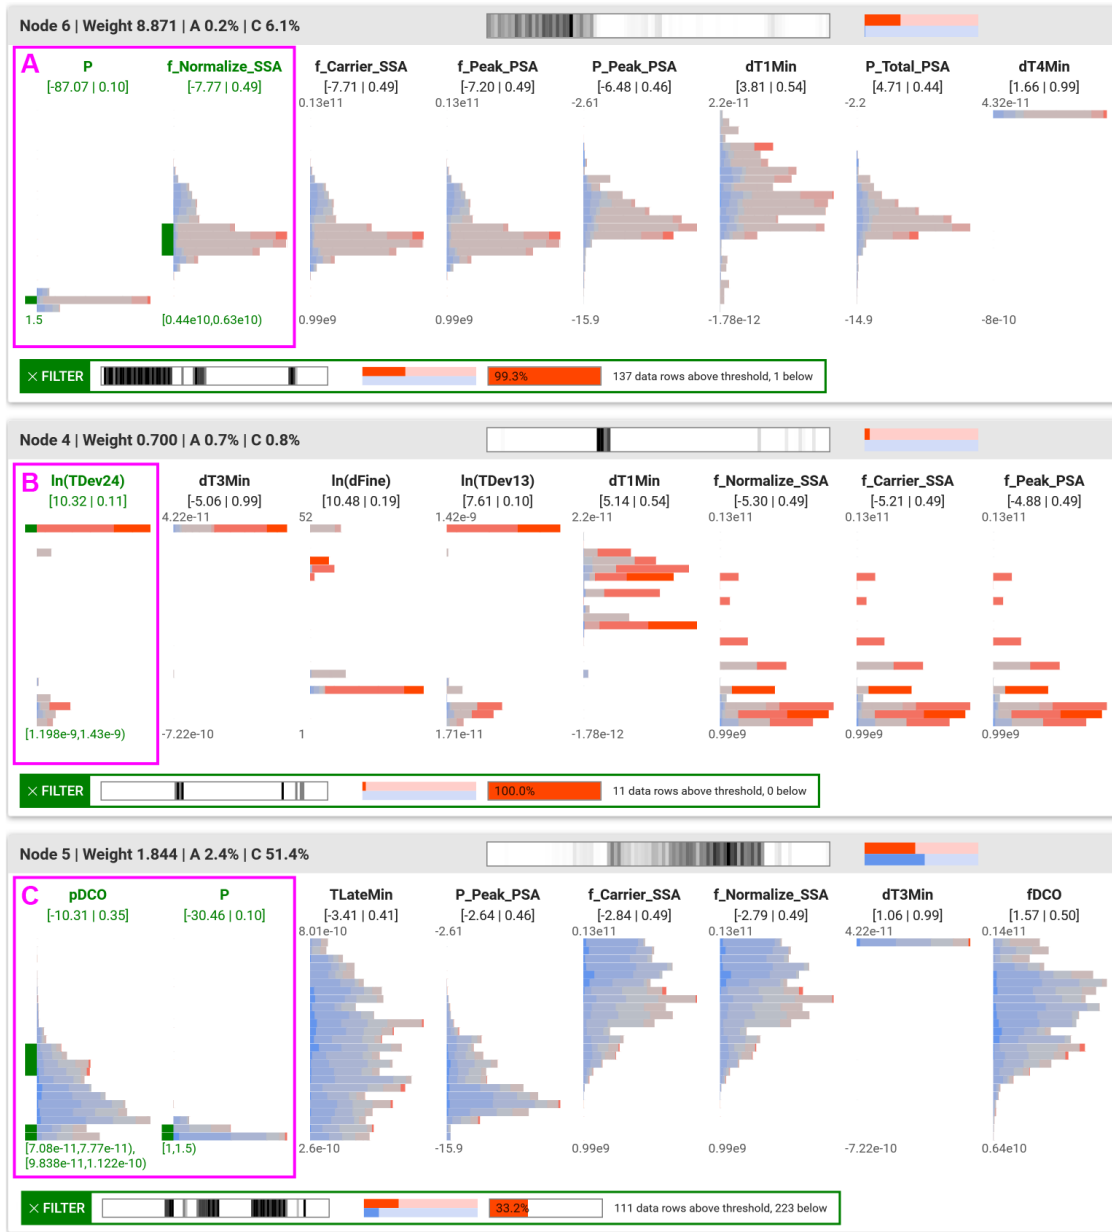 Node 6 | Weight 8.871 | A 0.2% | C 6.1%
A
P f_Normalize_SSA f_Carrier_SSA f_Peak_PSA P_Peak_PSA dT1Min P_Total_PSA dT4Min
[-87.07 | 0.10] [-7.77 | 0.49] [-7.71 | 0.49] [-7.20 | 0.49] [-6.48 | 0.46] [3.81 | 0.54] [4.71 | 0.44] [1.66 | 0.99]
0.13e11 0.13e11 -2.61 2.2e-11 -2.2 4.32e-11
1.5 [0.44e10,0.63e10) 0.99e9 0.99e9 -15.9 -1.78e-12 -14.9 -8e-10
× FILTER 99.3% 137 data rows above threshold, 1 below
Node 4 | Weight 0.700 | A 0.7% | C 0.8%
B
ln(TDev24) dT3Min ln(dFine) ln(TDev13) dT1Min f_Normalize_SSA f_Carrier_SSA f_Peak_PSA
[10.32 | 0.11] [-5.06 | 0.99] [10.48 | 0.19] [7.61 | 0.10] [5.14 | 0.54] [-5.30 | 0.49] [-5.21 | 0.49] [-4.88 | 0.49]
4.22e-11 52 1.42e-9 2.2e-11 0.13e11 0.13e11 0.13e11
[1.198e-9,1.43e-9) -7.22e-10 1 1.71e-11 -1.78e-12 0.99e9 0.99e9 0.99e9
× FILTER 100.0% 11 data rows above threshold, 0 below
Node 5 | Weight 1.844 | A 2.4% | C 51.4%
C
pDCO P TLateMin P_Peak_PSA f_Carrier_SSA f_Normalize_SSA dT3Min fDCO
[-10.31 | 0.35] [-30.46 | 0.10] [-3.41 | 0.41] [-2.64 | 0.46] [-2.84 | 0.49] [-2.79 | 0.49] [1.06 | 0.99] [1.57 | 0.50]
8.01e-10 -2.61 0.13e11 0.13e11 4.22e-11 0.14e11
[7.08e-11,7.77e-11), [1,1.5) 2.6e-10 -15.9 0.99e9 0.99e9 -7.22e-10 0.64e10
[9.838e-11,1.122e-10)
× FILTER 33.2% 111 data rows above threshold, 223 below